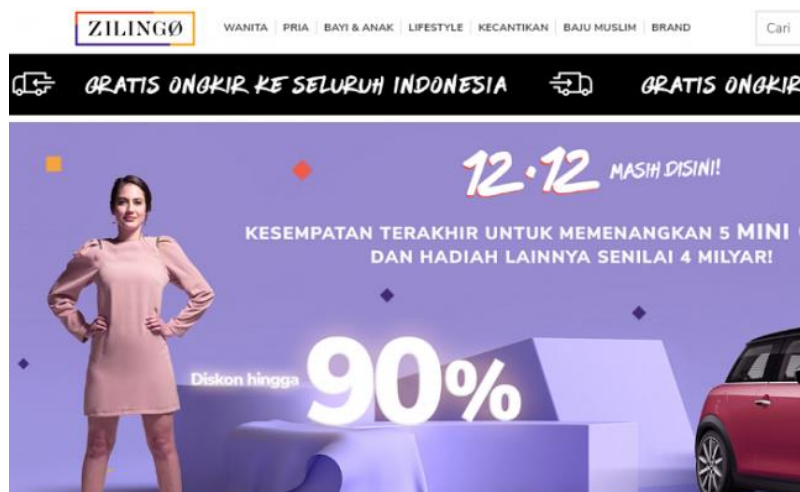 ZILINGØ
WANITA PRIA BAYI & ANAK LIFESTYLE KECANTIKAN BAJU MUSLIM BRAND
Cari
GRATIS ONGKIR KE SELURUH INDONESIA GRATIS ONGKIR
12·12 MASIH DISINI!
KESEMPATAN TERAKHIR UNTUK MEMENANGKAN 5 MINI
DAN HADIAH LAINNYA SENILAI 4 MILYAR!
Diskon hingga 90%